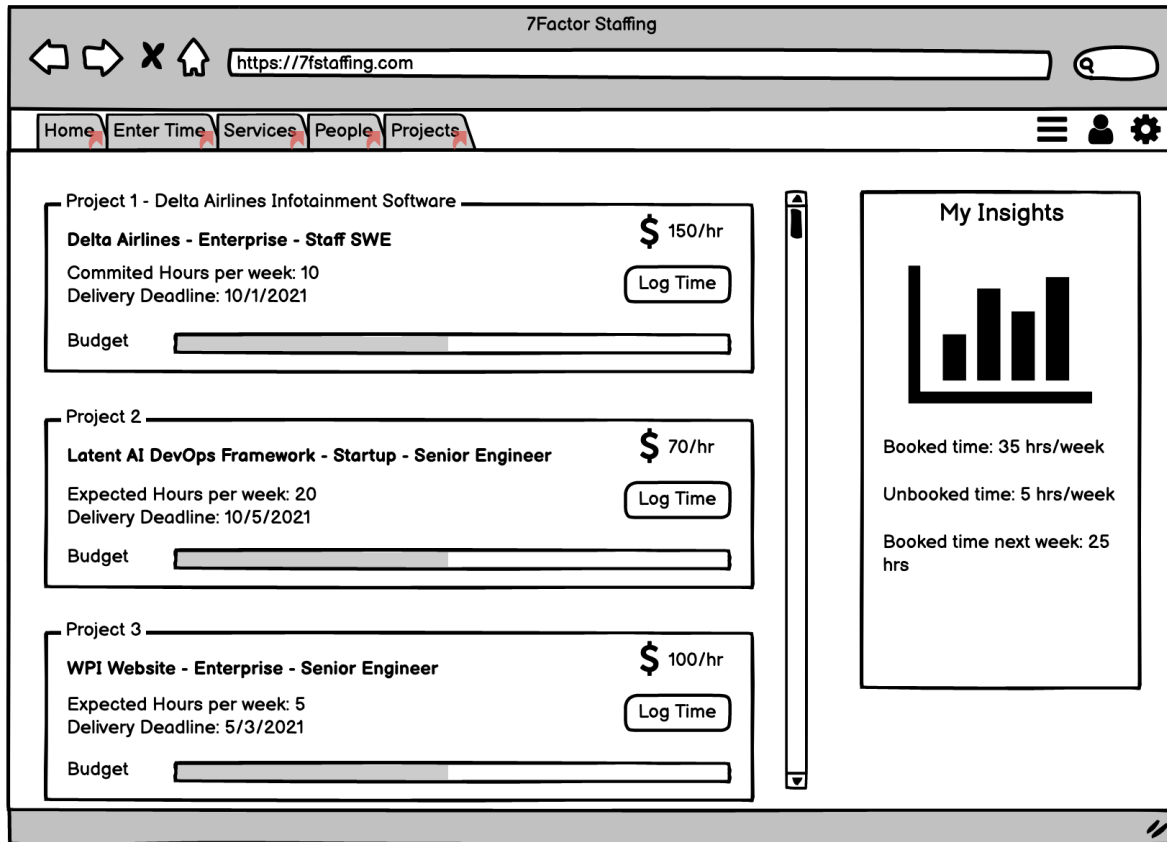 7Factor Staffing
https://7fstaffing.com
Home Enter Time Services People Projects
Project 1 - Delta Airlines Infotainment Software
Delta Airlines - Enterprise - Staff SWE
$ 150/hr
Commited Hours per week: 10
Delivery Deadline: 10/1/2021
Log Time
Budget
Project 2
Latent AI DevOps Framework - Startup - Senior Engineer
$ 70/hr
Expected Hours per week: 20
Delivery Deadline: 10/5/2021
Log Time
Budget
Project 3
WPI Website - Enterprise - Senior Engineer
$ 100/hr
Expected Hours per week: 5
Delivery Deadline: 5/3/2021
Log Time
Budget
My Insights
Booked time: 35 hrs/week
Unbooked time: 5 hrs/week
Booked time next week: 25
hrs